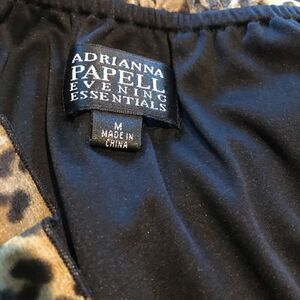 ADRIANNA
PAPELL
EVENING
ESSENTIALS
M
MADE IN
CHINA